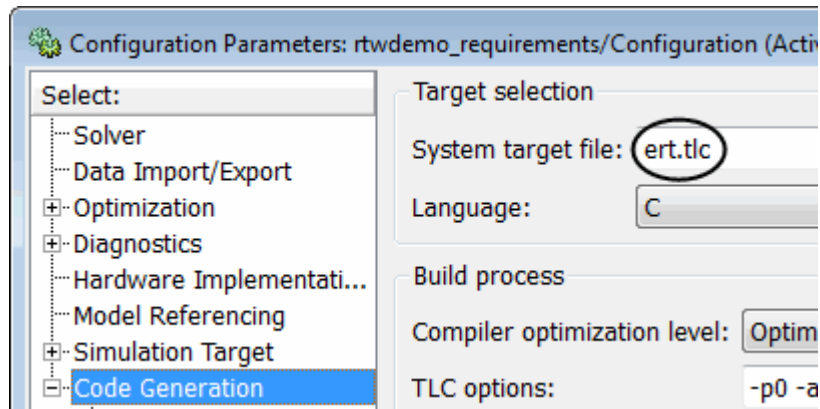 Configuration Parameters: rtwdemo_requirements/Configuration (Activ
Select:
Solver
Data Import/Export
Optimization
Diagnostics
Hardware Implementati...
Model Referencing
Simulation Target
Code Generation
Target selection
System target file: ert.tlc
Language: C
Build process
Compiler optimization level: Optim
TLC options: -p0 -a